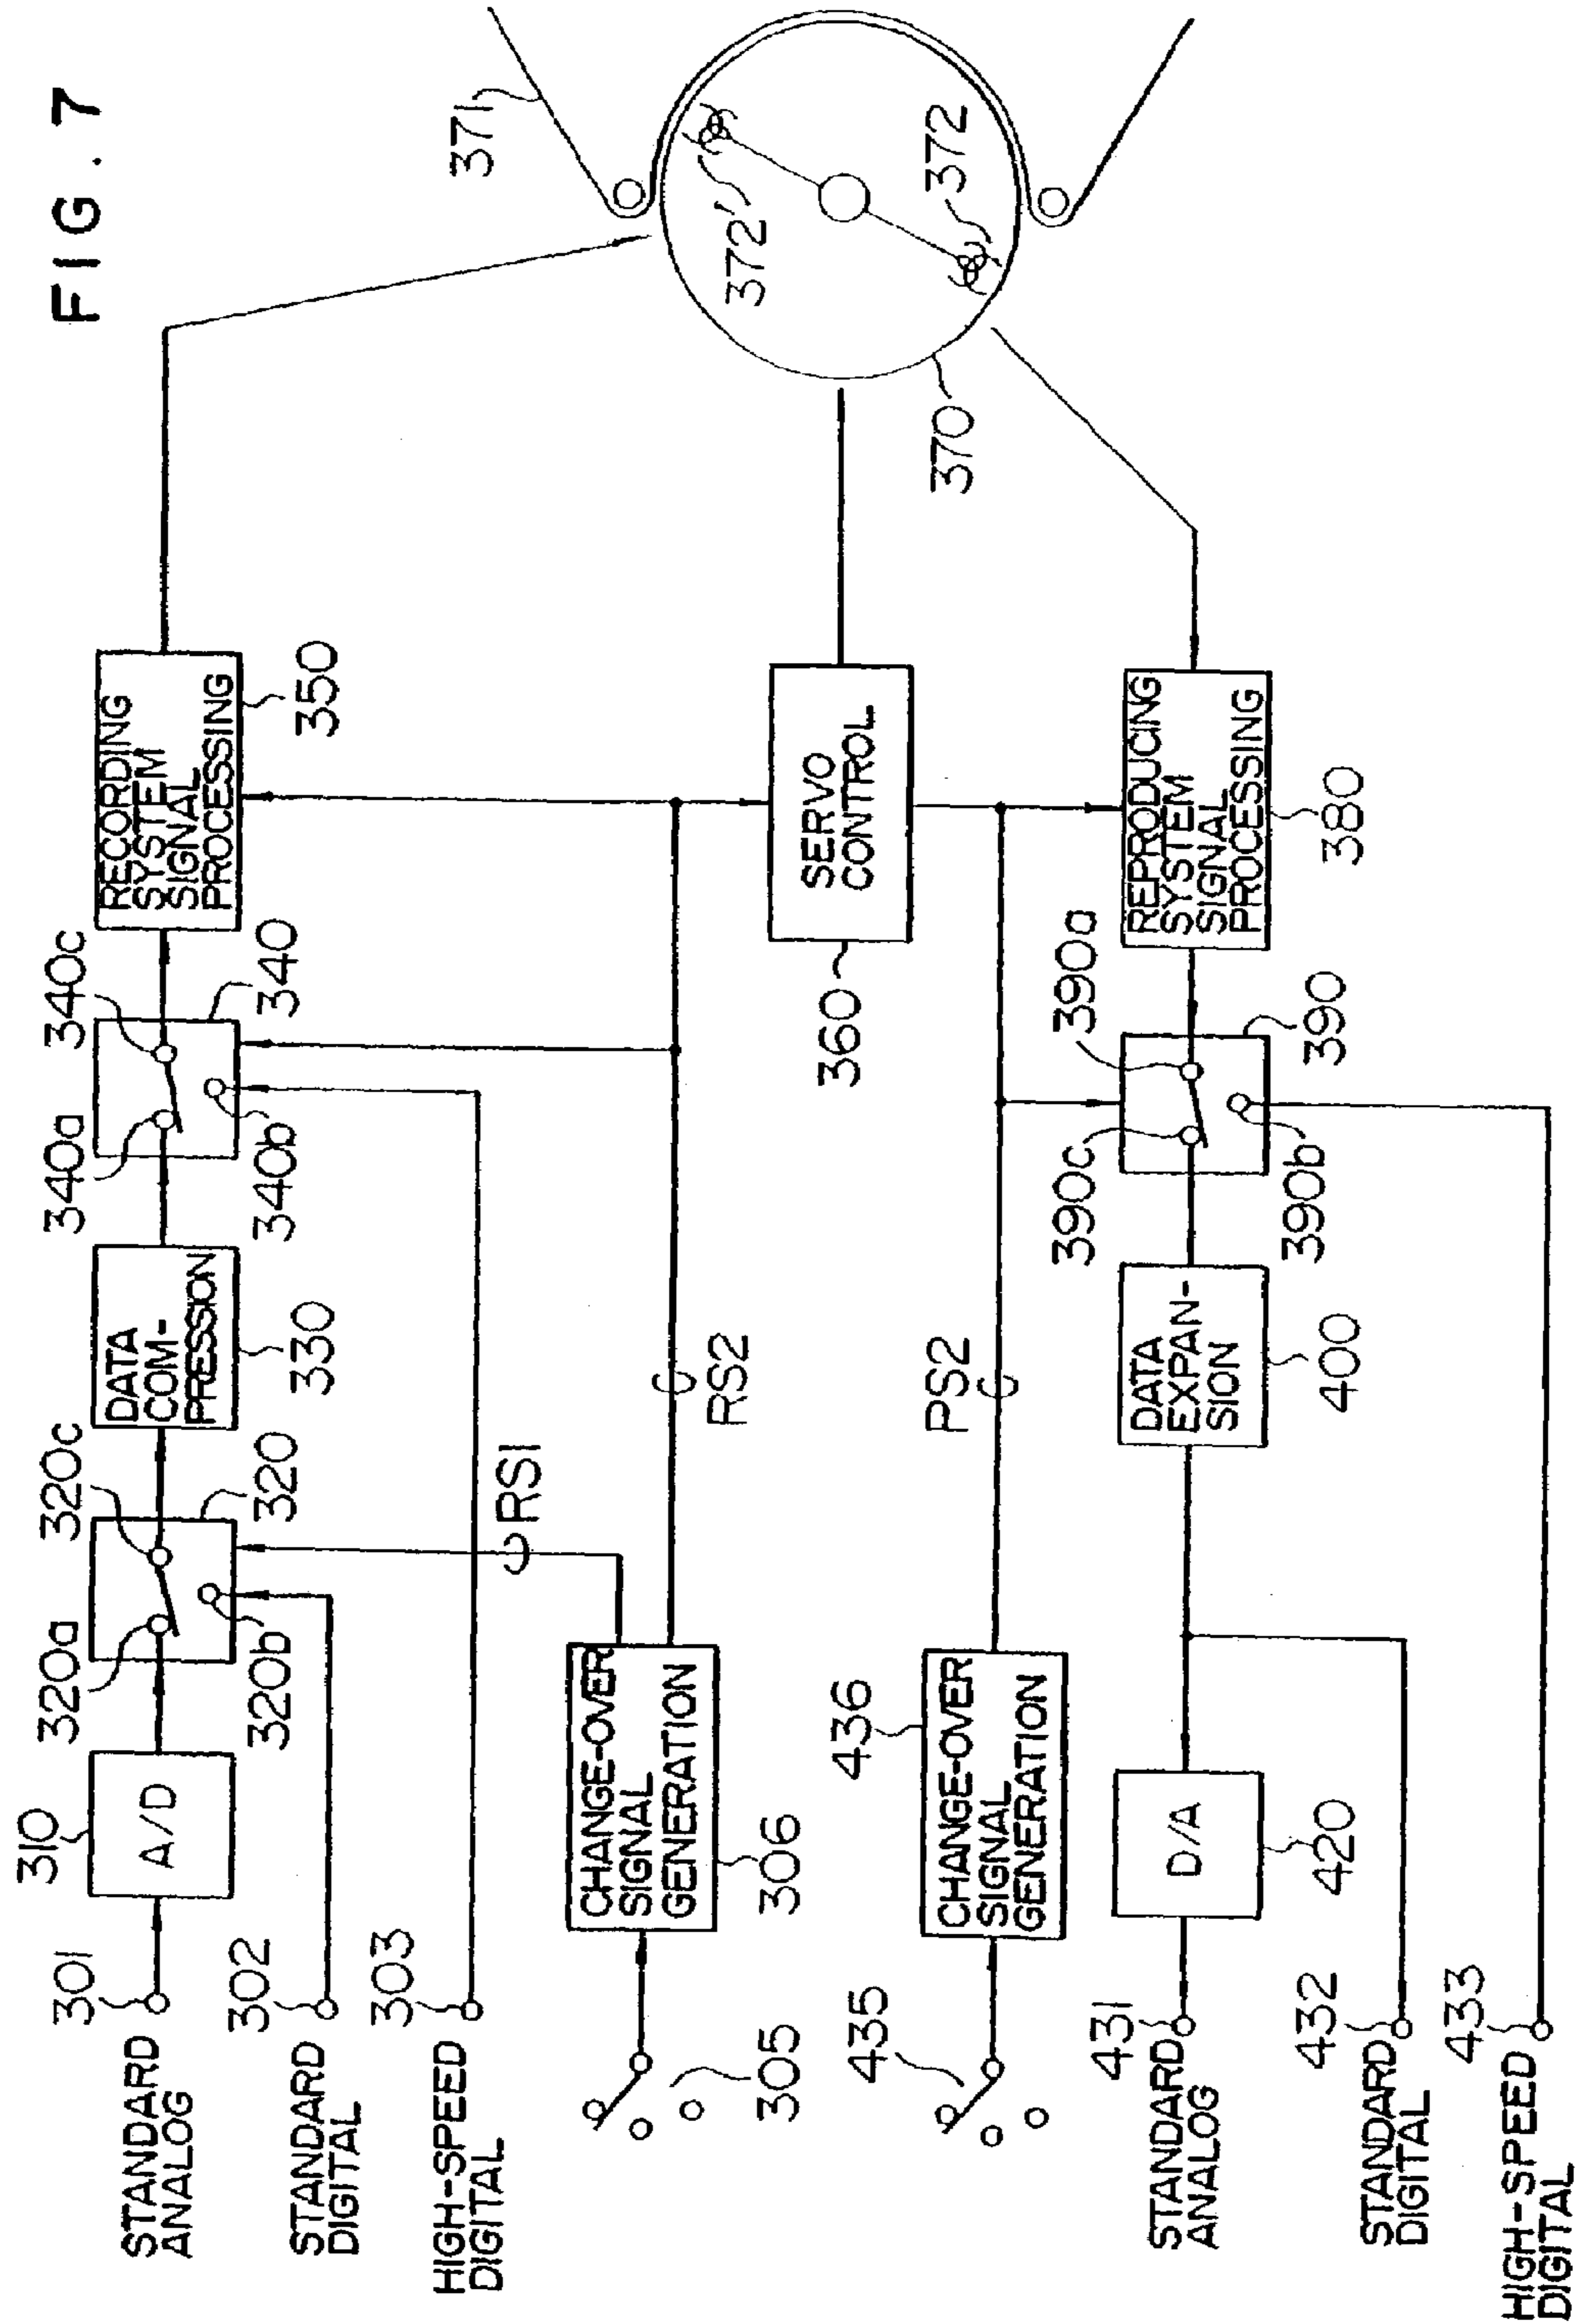 FIG. 7
STANDARD
ANALOG
301
310
A/D
320a
320b
320c
320
DATA
COM-
PRESSION
330
340a
340b
340c
340
RECORDING
SYSTEM
SIGNAL
PROCESSING
350
371
372'
372
370
STANDARD
DIGITAL
302
HIGH-SPEED
DIGITAL
303
RS1
RS2
305
CHANGE-OVER
SIGNAL
GENERATION
306
SERVO
CONTROL
360
435
CHANGE-OVER
SIGNAL
GENERATION
436
PS2
STANDARD
ANALOG
431
D/A
420
DATA
EXPAN-
SION
400
390c
390a
390b
390
REPRODUCING
SYSTEM
SIGNAL
PROCESSING
380
STANDARD
DIGITAL
432
HIGH-SPEED
DIGITAL
433